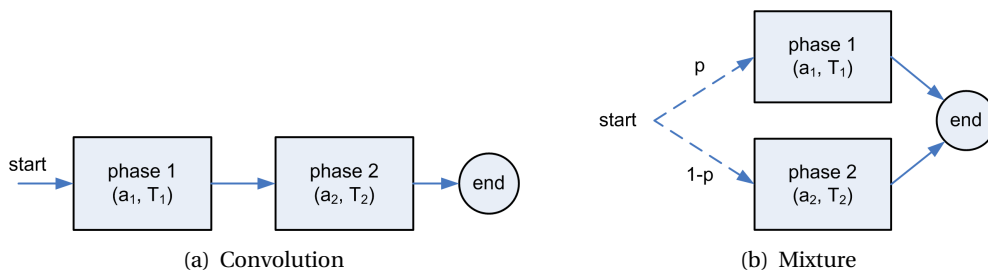 start
phase 1
(a₁, T₁)
phase 2
(a₂, T₂)
end
(a) Convolution
start
p
1-p
phase 1
(a₁, T₁)
phase 2
(a₂, T₂)
end
(b) Mixture